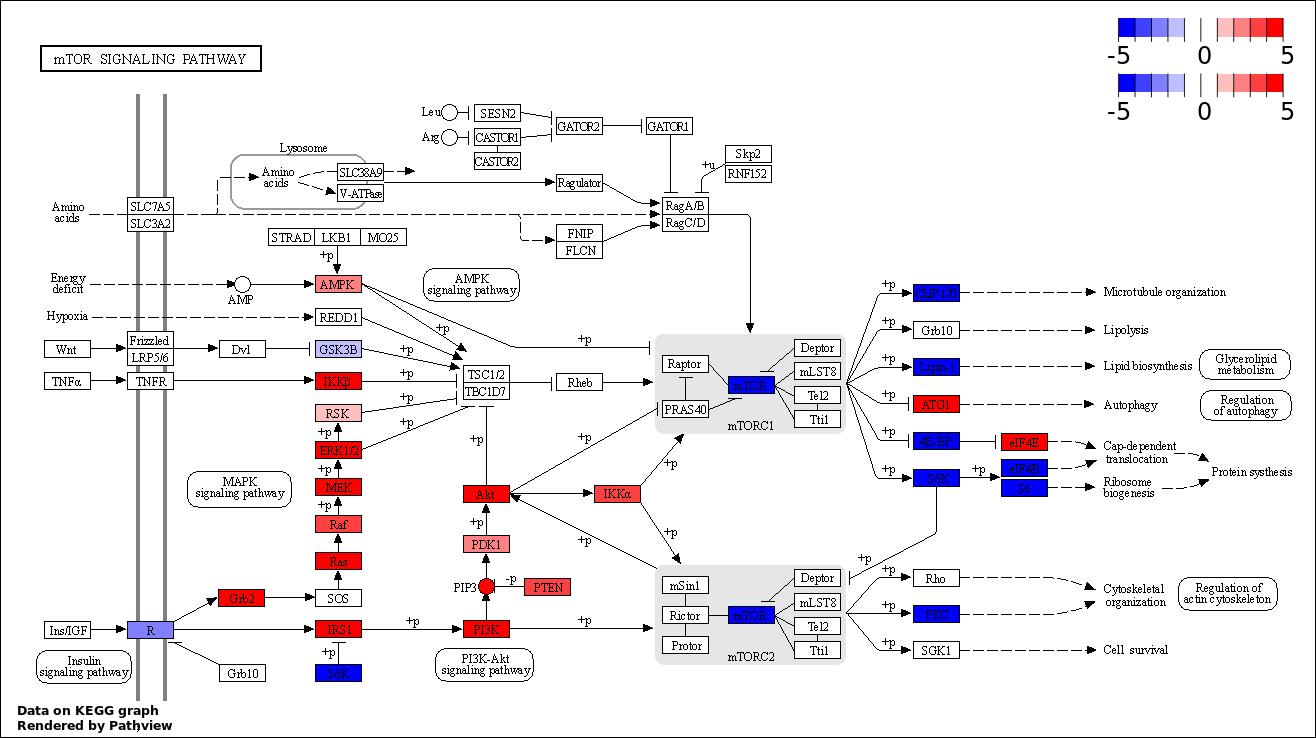 -5 0 5
-5 0 5
mTOR SIGNALING PATHWAY
Leu
SESN2
GATOR2
GATOR1
Arg
CASTOR1
CASTOR2
Lysosome
Amino
acids
SLC38A9
V-ATPase
Ragulator
Skp2
RNF152
+u
Amino
acids
SLC7A5
SLC3A2
RagA/B
RagC/D
FNIP
FLCN
STRAD LKB1 MO25
+p
Energy
deficit
AMP
AMPK
AMPK
signaling pathway
Hypoxia
REDD1
+p
+p
Wnt
Frizzled
LRP5/6
Dvl
GSK3B
+p
TNFα
TNFR
IKKβ
+p
TSC1/2
TBC1D7
Rheb
RSK
+p
+p
+p
ERK1/2
+p
MEK
+p
Raf
Ras
MAPK
signaling pathway
+p
Akt
+p
IKKα
+p
+p
+p
PDK1
PIP3
-p
PTEN
Grb2
SOS
Ins/IGF
R
IRS1
+p
PI3K
+p
+p
S6K
Insulin
signaling pathway
Grb10
PI3K-Akt
signaling pathway
Raptor
PRAS40
mTOR
Deptor
mLST8
Tel2
Tti1
mTORC1
mSin1
Rictor
Protor
mTOR
Deptor
mLST8
Tel2
Tti1
mTORC2
+p
Microtubule organization
+p
Grb10
Lipolysis
+p
Lipin-1
Lipid biosynthesis
Glycerolipid
metabolism
+p
ATG1
Autophagy
Regulation
of autophagy
+p
eIF4E
Cap-dependent
translocation
+p
S6K
+p
eIF4B
S6
Ribosome
biogenesis
Protein systhesis
+p
+p
Rho
Cytoskeletal
organization
Regulation of
actin cytoskeleton
+p
+p
SGK1
Cell survival
Data on KEGG graph
Rendered by Pathview